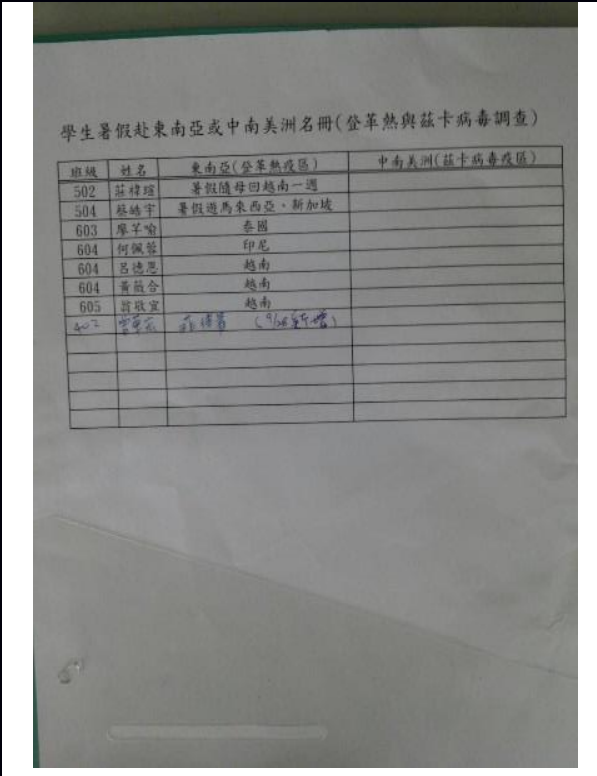 學生暑假赴東南亞或中南美洲名冊(登革熱與茲卡病毒調查)
班級 姓名 東南亞(登革熱疫區) 中南美洲(茲卡病毒疫區)
502 莊緯瑄 暑假隨母回越南一週
504 蔡皓宇 暑假遊馬來西亞、新加坡
603 廖芊喻 泰國
604 何佩蓉 印尼
604 呂德恩 越南
604 黃薇合 越南
605 翁敬宜 越南
402 菲律賓